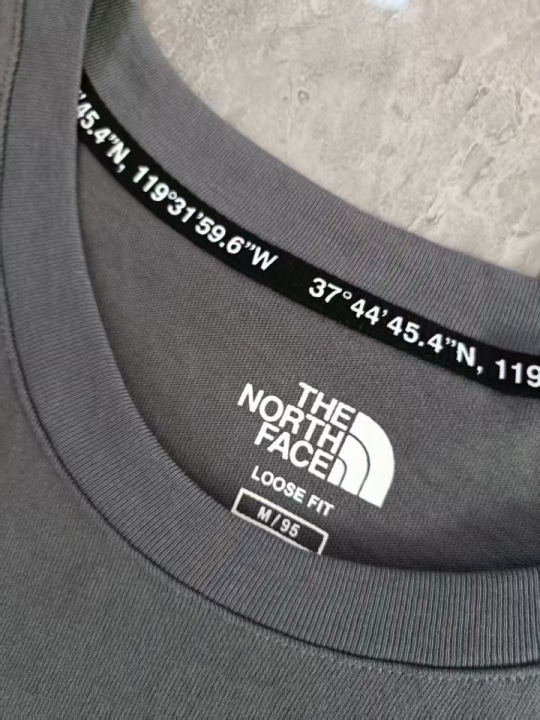 45.4”N, 119°31’59.6”W 37°44’45.4”N, 119
THE
NORTH
FACE
LOOSE FIT
M/95